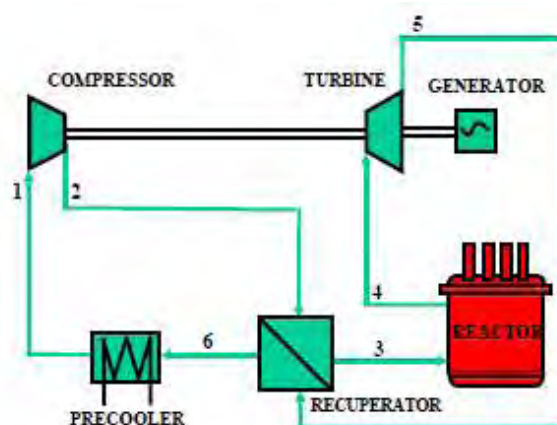 5
COMPRESSOR
TURBINE
GENERATOR
1
2
4
REACTOR
6
3
PRECOOLER
RECUPERATOR